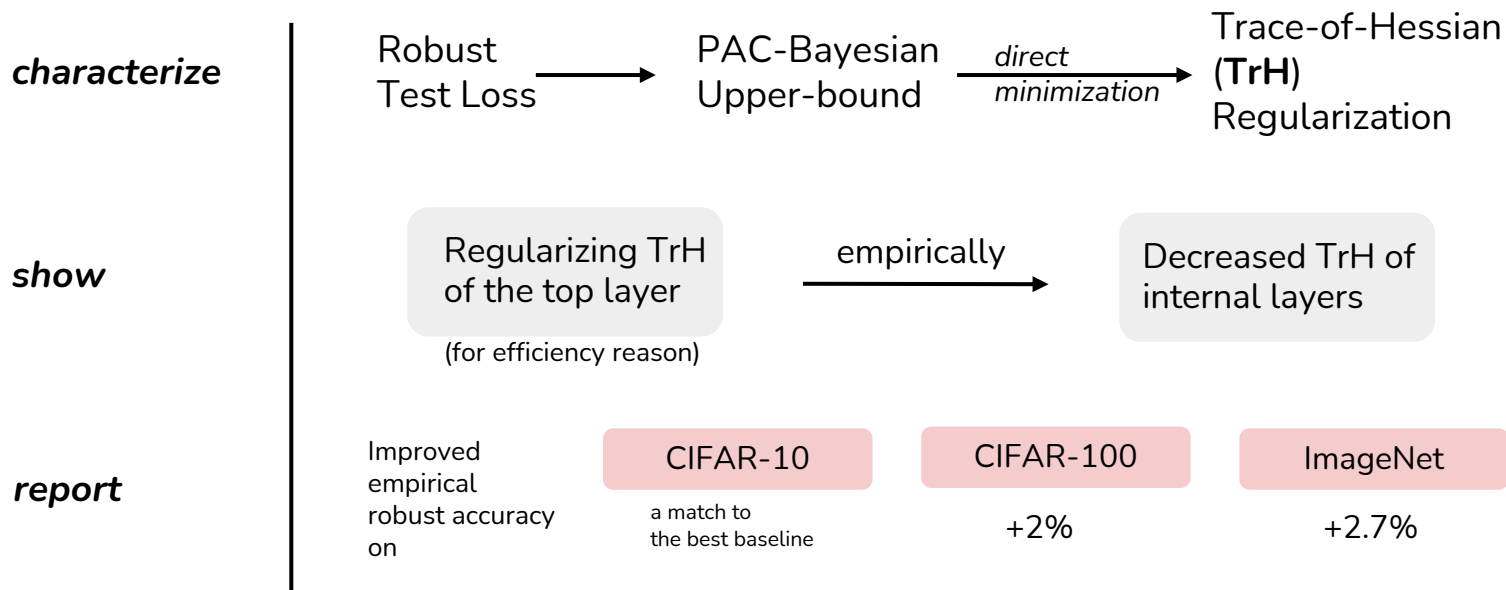 characterize
Robust
Test Loss
PAC-Bayesian
Upper-bound
direct
minimization
Trace-of-Hessian
(TrH)
Regularization
show
Regularizing TrH
of the top layer
(for efficiency reason)
empirically
Decreased TrH of
internal layers
report
Improved
empirical
robust accuracy
on
CIFAR-10
a match to
the best baseline
CIFAR-100
+2%
ImageNet
+2.7%